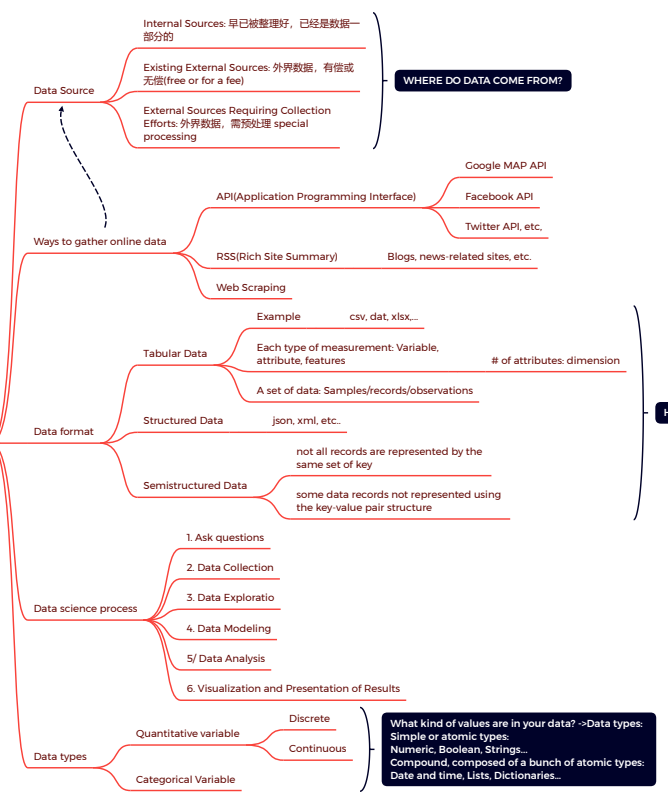 Internal Sources: 早已被整理好，已经是数据一
部分的
Existing External Sources: 外界数据，有偿或
无偿(free or for a fee)
Data Source
WHERE DO DATA COME FROM?
External Sources Requiring Collection
Efforts: 外界数据，需预处理 special
processing
Google MAP API
API(Application Programming Interface)
Facebook API
Twitter API, etc,
Ways to gather online data
RSS(Rich Site Summary)
Blogs, news-related sites, etc.
Web Scraping
Example
csv, dat, xlsx,...
Tabular Data
Each type of measurement: Variable,
attribute, features
# of attributes: dimension
A set of data: Samples/records/observations
Data format
Structured Data
json, xml, etc..
H
Semistructured Data
not all records are represented by the
same set of key
some data records not represented using
the key-value pair structure
1. Ask questions
2. Data Collection
3. Data Exploratio
Data science process
4. Data Modeling
5/ Data Analysis
6. Visualization and Presentation of Results
Discrete
Quantitative variable
Continuous
Data types
Categorical Variable
What kind of values are in your data? ->Data types:
Simple or atomic types:
Numeric, Boolean, Strings...
Compound, composed of a bunch of atomic types:
Date and time, Lists, Dictionaries...